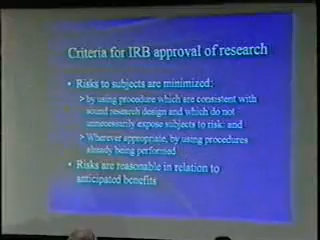 Criteria for IRB approval of research
• Risks to subjects are minimized:
> by using procedure which are consistent with
sound research design and which do not
unnecessarily expose subjects to risk: and
> Wherever appropriate, by using procedures
already being performed
• Risks are reasonable in relation to
anticipated benefits